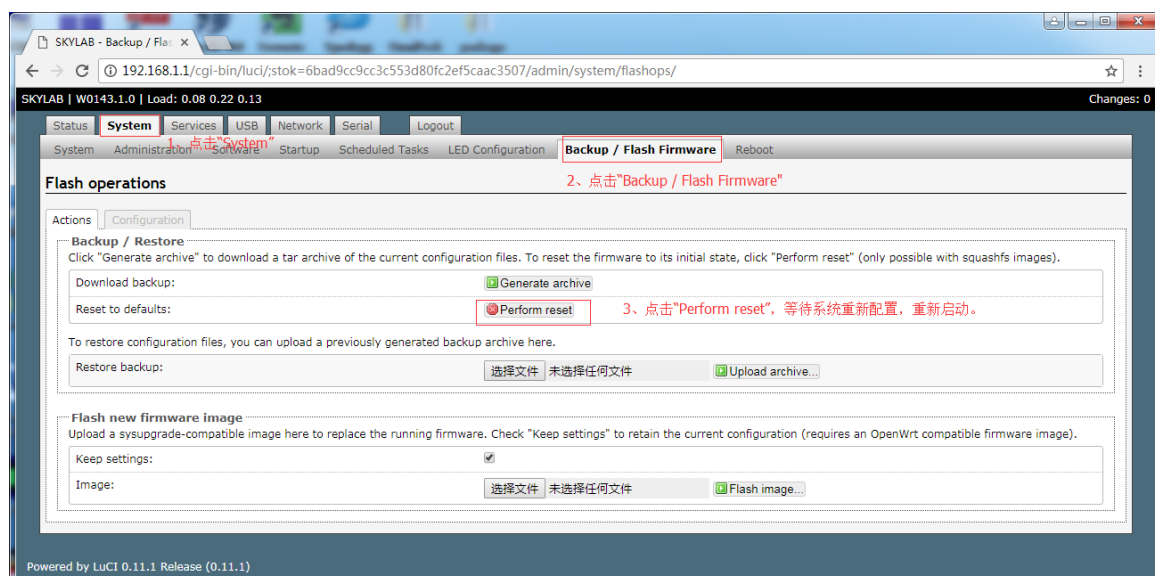 SKYLAB - Backup / Flas
192.168.1.1/cgi-bin/luci/;stok=6bad9cc9cc3c553d80fc2ef5caac3507/admin/system/flashops/
SKYLAB | W0143.1.0 | Load: 0.08 0.22 0.13 Changes: 0
Status System Services USB Network Serial Logout
1、点击“System”
System Administration Software Startup Scheduled Tasks LED Configuration Backup / Flash Firmware Reboot
Flash operations
2、点击“Backup / Flash Firmware"
Actions Configuration
Backup / Restore
Click "Generate archive" to download a tar archive of the current configuration files. To reset the firmware to its initial state, click "Perform reset" (only possible with squashfs images).
Download backup: Generate archive
Reset to defaults: Perform reset 3、点击“Perform reset”，等待系统重新配置，重新启动。
To restore configuration files, you can upload a previously generated backup archive here.
Restore backup: 选择文件 未选择任何文件 Upload archive...
Flash new firmware image
Upload a sysupgrade-compatible image here to replace the running firmware. Check "Keep settings" to retain the current configuration (requires an OpenWrt compatible firmware image).
Keep settings:
Image: 选择文件 未选择任何文件 Flash image...
Powered by LuCI 0.11.1 Release (0.11.1)